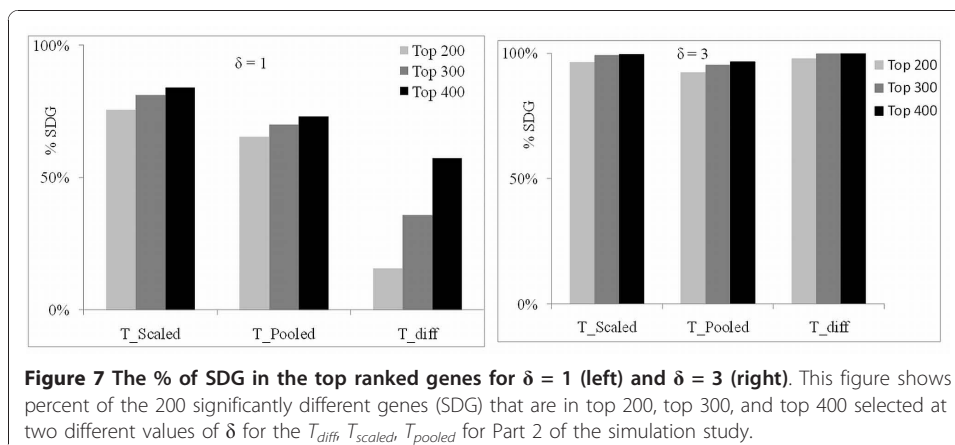 100%
50%
0%
% SDG
δ = 1
Top 200
Top 300
Top 400
T_Scaled
T_Pooled
T_diff
100%
50%
0%
% SDG
δ = 3
Top 200
Top 300
Top 400
T_Scaled
T_Pooled
T_diff
Figure 7 The % of SDG in the top ranked genes for δ = 1 (left) and δ = 3 (right). This figure shows
percent of the 200 significantly different genes (SDG) that are in top 200, top 300, and top 400 selected at
two different values of δ for the Tdiff, Tscaled, Tpooled for Part 2 of the simulation study.